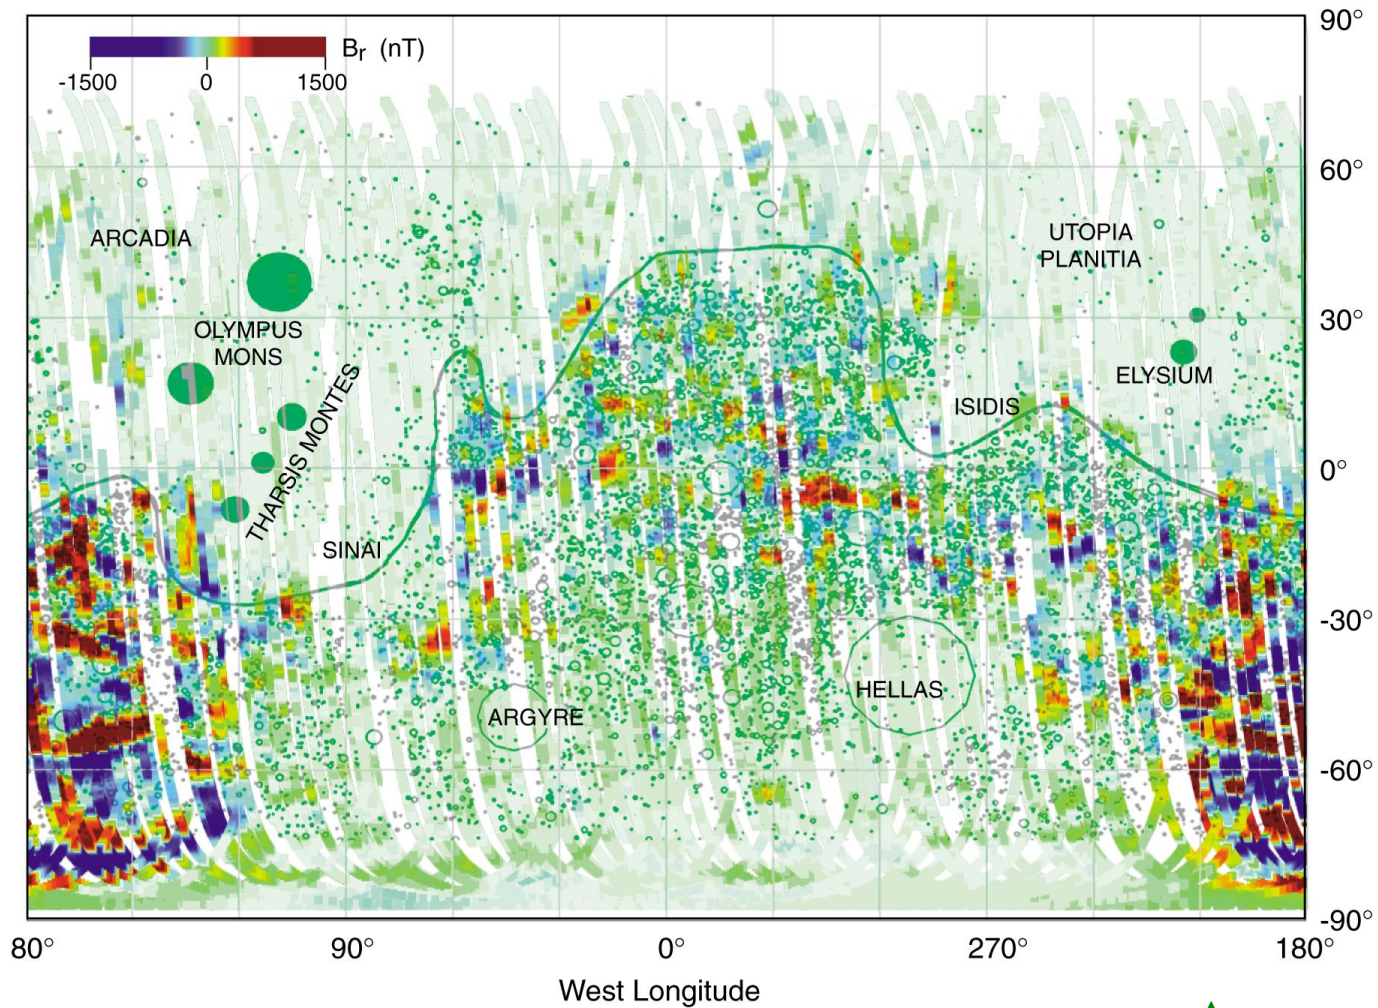 90°
Br (nT)
-1500
0
1500
60°
ARCADIA
UTOPIA
PLANITIA
30°
OLYMPUS
MONS
ELYSIUM
THARSIS MONTES
ISIDIS
0°
SINAI
-30°
HELLAS
ARGYRE
-60°
-90°
80°
90°
0°
270°
180°
West Longitude